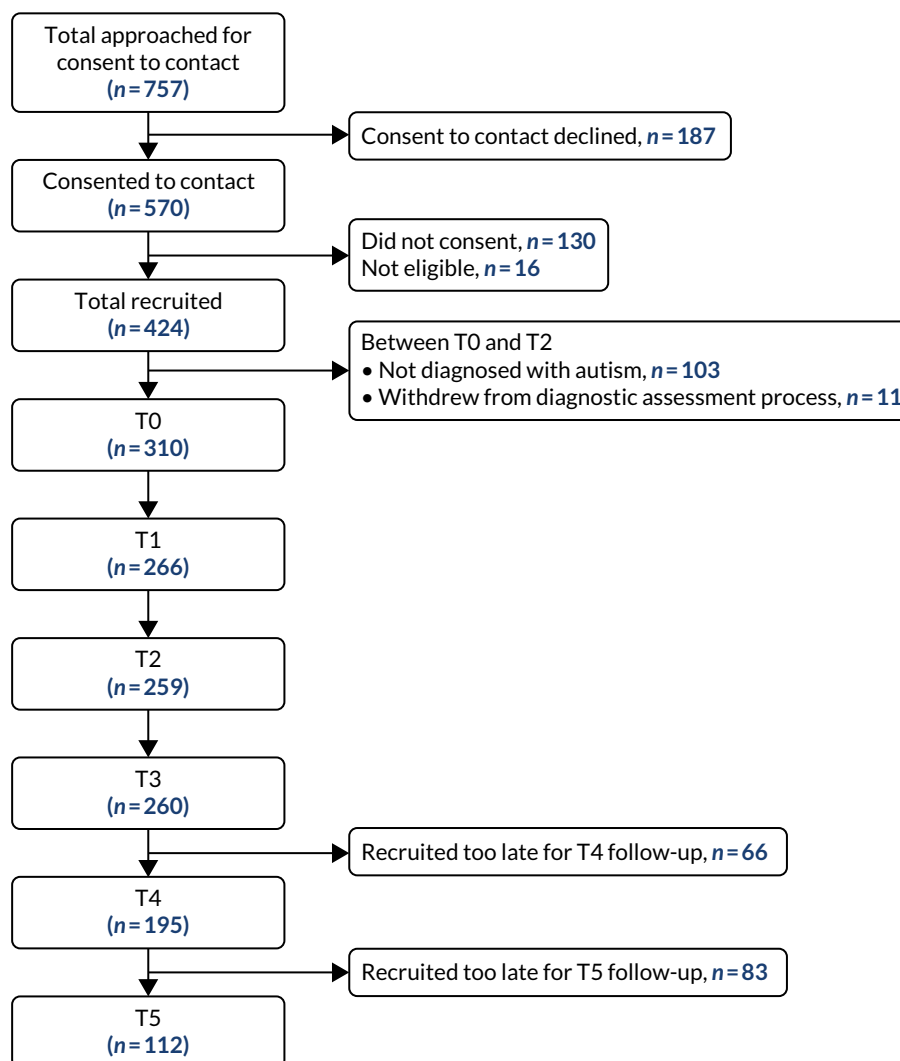 Total approached for
consent to contact
(n=757)
Consent to contact declined, n=187
Consented to contact
(n=570)
Did not consent, n=130
Not eligible, n=16
Total recruited
(n=424)
Between T0 and T2
• Not diagnosed with autism, n=103
• Withdrew from diagnostic assessment process, n=11
T0
(n=310)
T1
(n=266)
T2
(n=259)
T3
(n=260)
Recruited too late for T4 follow-up, n=66
T4
(n=195)
Recruited too late for T5 follow-up, n=83
T5
(n=112)